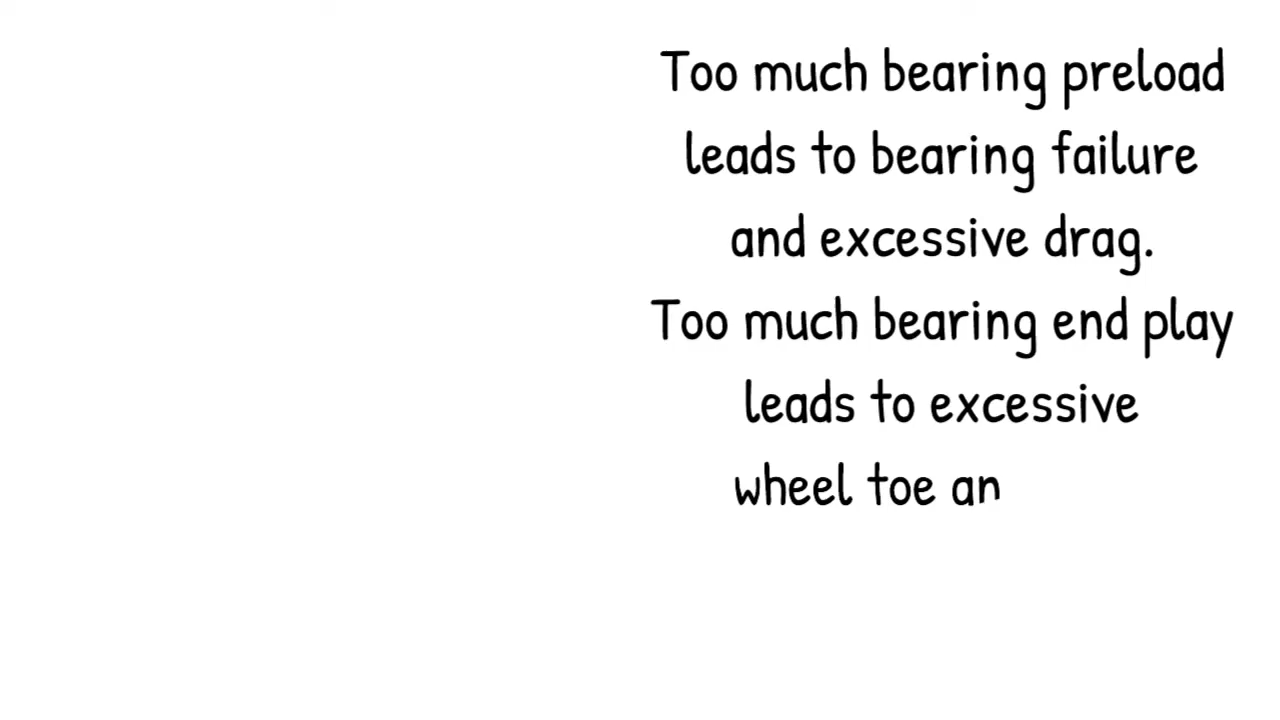 Too much bearing preload
leads to bearing failure
and excessive drag.
Too much bearing end play
leads to excessive
wheel toe an